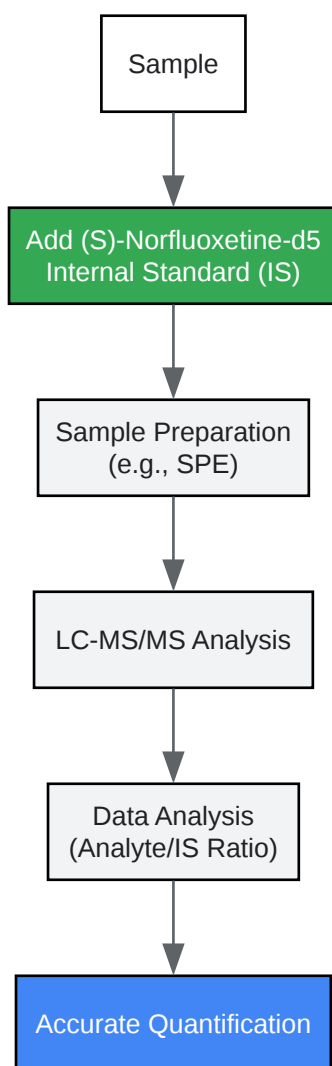 Sample
Add (S)-Norfluoxetine-d5
Internal Standard (IS)
Sample Preparation
(e.g., SPE)
LC-MS/MS Analysis
Data Analysis
(Analyte/IS Ratio)
Accurate Quantification